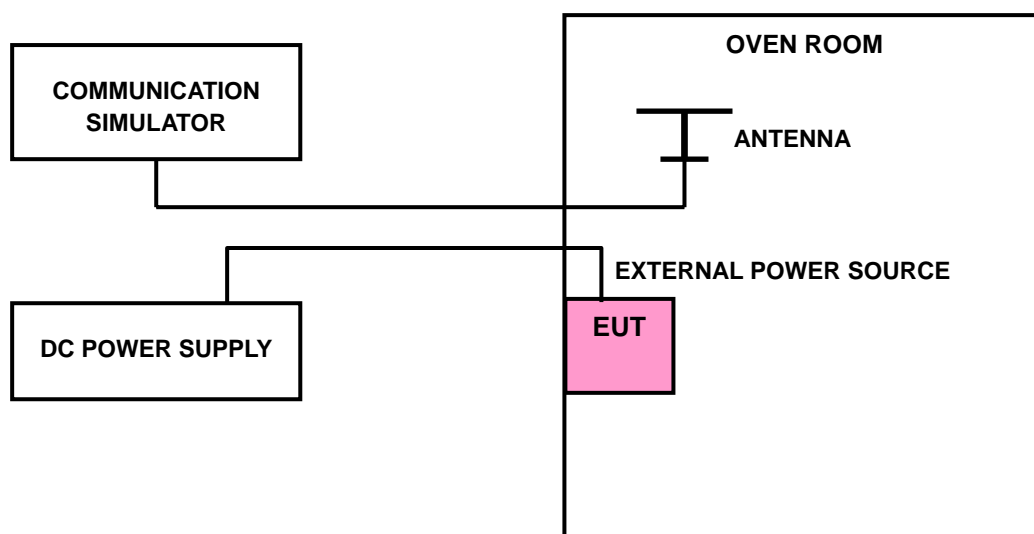 OVEN ROOM
COMMUNICATION
SIMULATOR
ANTENNA
EXTERNAL POWER SOURCE
EUT
DC POWER SUPPLY